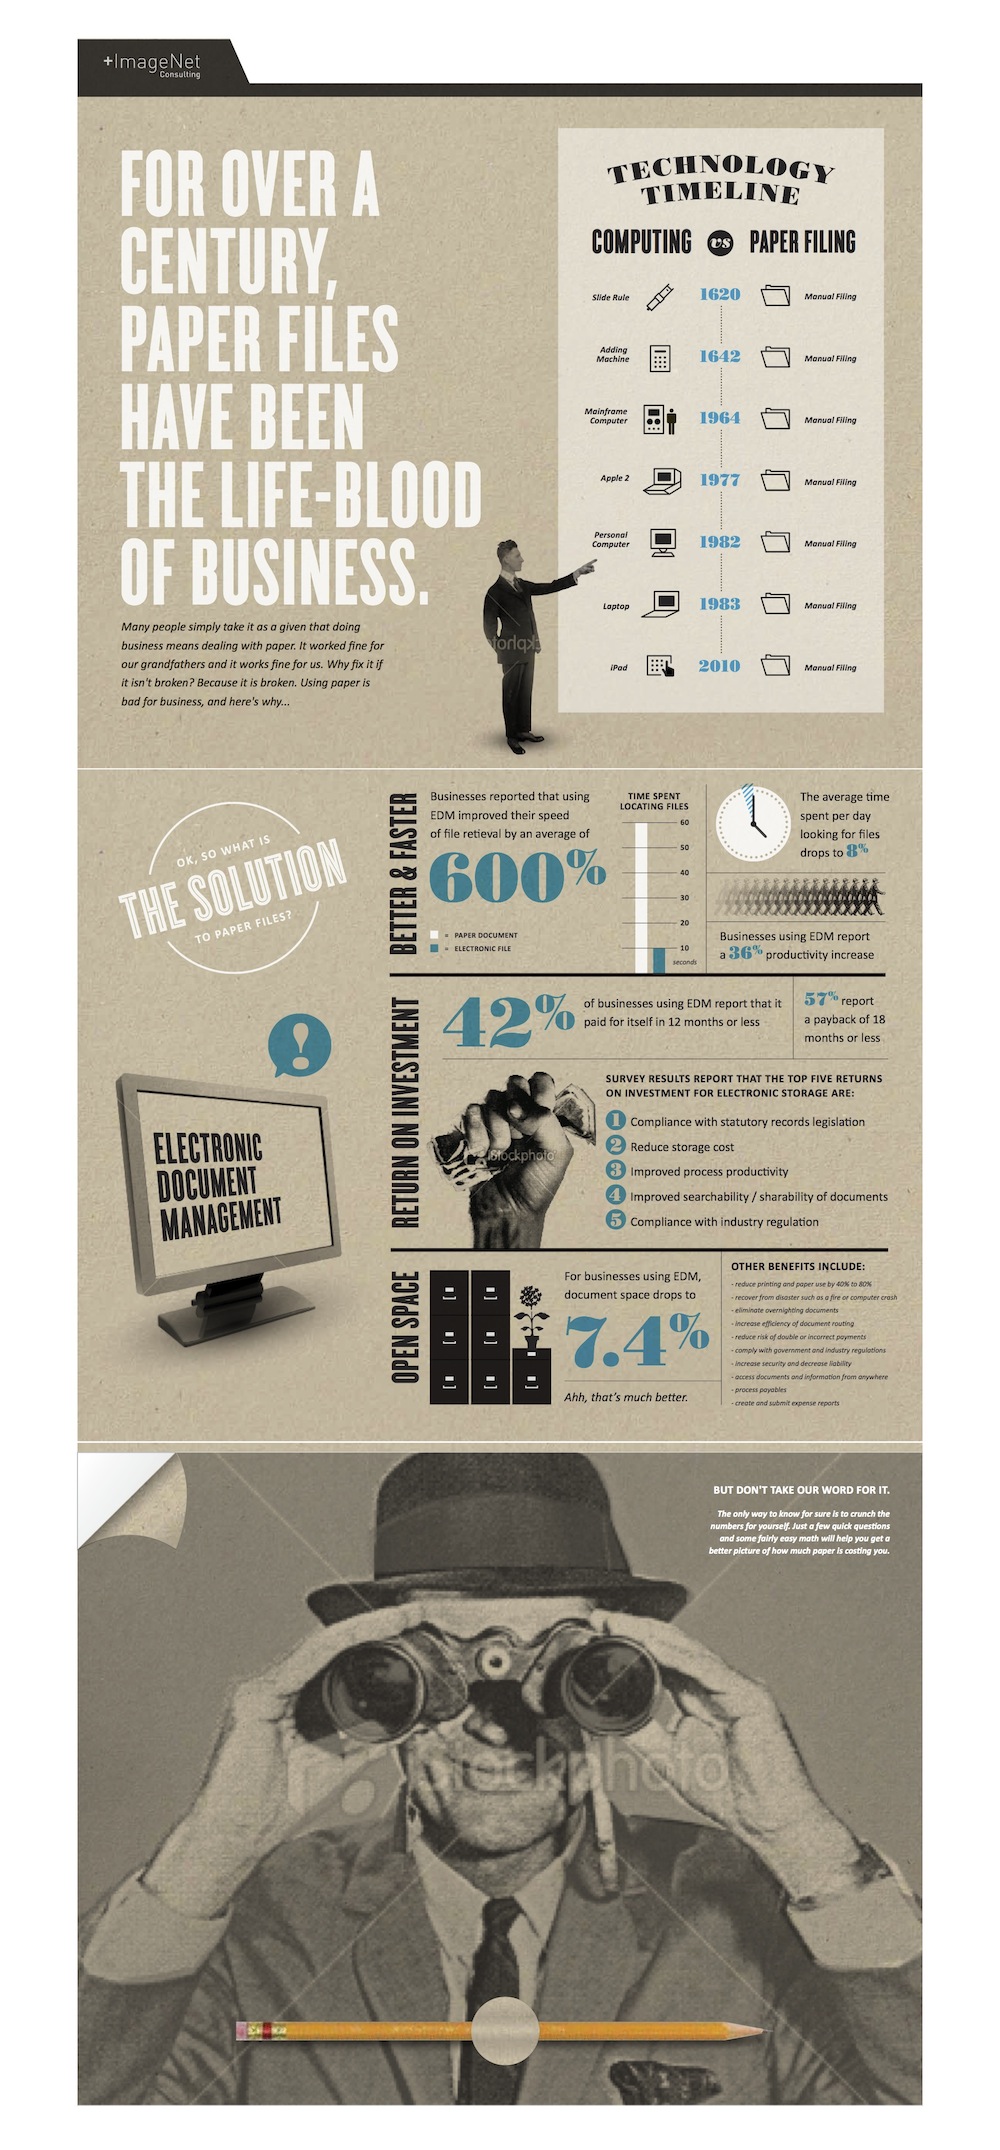 +ImageNet
Consulting
FOR OVER A
CENTURY,
PAPER FILES
HAVE BEEN
THE LIFE-BLOOD
OF BUSINESS.
Many people simply take it as a given that doing
business means dealing with paper. It worked fine for
our grandfathers and it works fine for us. Why fix it if
it isn't broken? Because it is broken. Using paper is
bad for business, and here's why...
TECHNOLOGY
TIMELINE
COMPUTING vs PAPER FILING
Slide Rule 1620 Manual Filing
Adding
Machine 1642 Manual Filing
Mainframe
Computer 1964 Manual Filing
Apple 2 1977 Manual Filing
Personal
Computer 1982 Manual Filing
Laptop 1983 Manual Filing
iPad 2010 Manual Filing
OK, SO WHAT IS
THE SOLUTION
TO PAPER FILES?
!
ELECTRONIC
DOCUMENT
MANAGEMENT
BETTER & FASTER
Businesses reported that using
EDM improved their speed
of file retieval by an average of
600%
= PAPER DOCUMENT
= ELECTRONIC FILE
TIME SPENT
LOCATING FILES
60
50
40
30
20
10
seconds
The average time
spent per day
looking for files
drops to 8%
Businesses using EDM report
a 36% productivity increase
RETURN ON INVESTMENT
42% of businesses using EDM report that it
paid for itself in 12 months or less
57% report
a payback of 18
months or less
iStockphoto
SURVEY RESULTS REPORT THAT THE TOP FIVE RETURNS
ON INVESTMENT FOR ELECTRONIC STORAGE ARE:
1 Compliance with statutory records legislation
2 Reduce storage cost
3 Improved process productivity
4 Improved searchability / sharability of documents
5 Compliance with industry regulation
OPEN SPACE
For businesses using EDM,
document space drops to
7.4%
Ahh, that's much better.
OTHER BENEFITS INCLUDE:
- reduce printing and paper use by 40% to 80%
- recover from disaster such as a fire or computer crash
- eliminate overnighting documents
- increase efficiency of document routing
- reduce risk of double or incorrect payments
- comply with government and industry regulations
- increase security and decrease liability
- access documents and information from anywhere
- process payables
- create and submit expense reports
BUT DON'T TAKE OUR WORD FOR IT.
The only way to know for sure is to crunch the
numbers for yourself. Just a few quick questions
and some fairly easy math will help you get a
better picture of how much paper is costing you.
iStockphoto